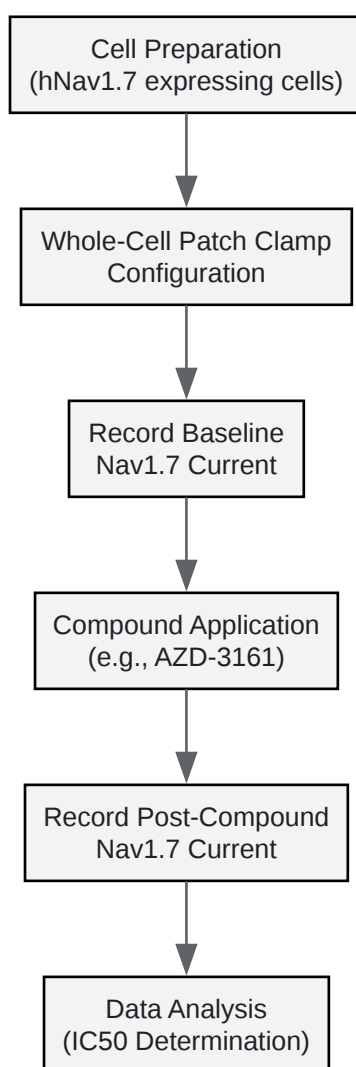 Cell Preparation
(hNav1.7 expressing cells)
Whole-Cell Patch Clamp
Configuration
Record Baseline
Nav1.7 Current
Compound Application
(e.g., AZD-3161)
Record Post-Compound
Nav1.7 Current
Data Analysis
(IC50 Determination)